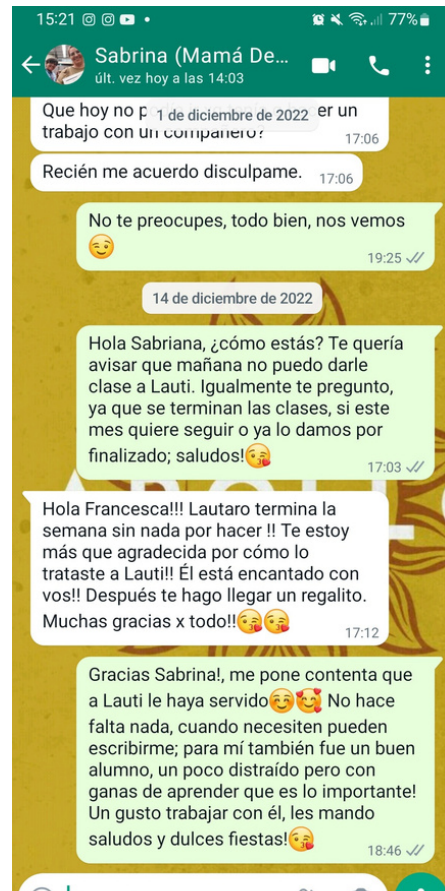 15:21
77%
Sabrina (Mamá De...
últ. vez hoy a las 14:03
Que hoy no er un
1 de diciembre de 2022
trabajo con un compañero?
17:06
Recién me acuerdo disculpame.
17:06
No te preocupes, todo bien, nos vemos
😉
19:25
14 de diciembre de 2022
Hola Sabriana, ¿cómo estás? Te quería
avisar que mañana no puedo darle
clase a Lauti. Igualmente te pregunto,
ya que se terminan las clases, si este
mes quiere seguir o ya lo damos por
finalizado; saludos!😘
17:03
Hola Francesca!!! Lautaro termina la
semana sin nada por hacer !! Te estoy
más que agradecida por cómo lo
trataste a Lauti!! Él está encantado con
vos!! Después te hago llegar un regalito.
Muchas gracias x todo!!😘😘
17:12
Gracias Sabrina!, me pone contenta que
a Lauti le haya servido☺️🥰 No hace
falta nada, cuando necesiten pueden
escribirme; para mí también fue un buen
alumno, un poco distraído pero con
ganas de aprender que es lo importante!
Un gusto trabajar con él, les mando
saludos y dulces fiestas!😘
18:46